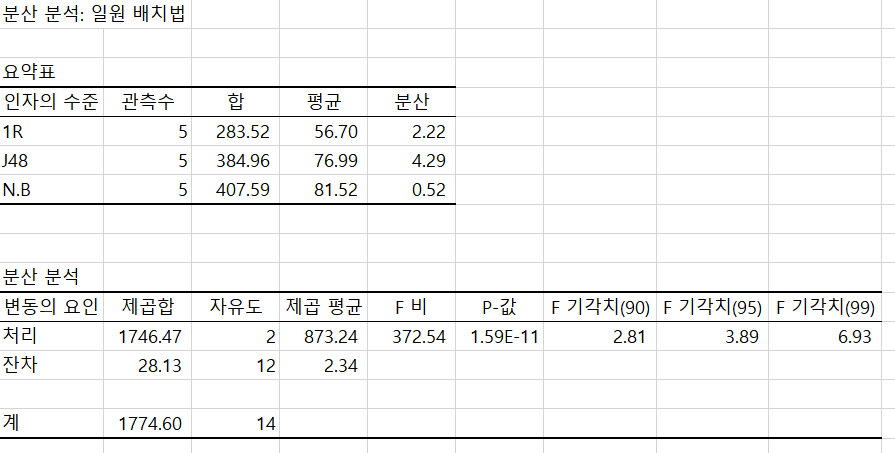 분산 분석: 일원 배치법
요약표
인자의 수준 관측수 합 평균 분산
1R 5 283.52 56.70 2.22
J48 5 384.96 76.99 4.29
N.B 5 407.59 81.52 0.52
분산 분석
변동의 요인 제곱합 자유도 제곱 평균 F 비 P-값 F 기각치(90) F 기각치(95) F 기각치(99)
처리 1746.47 2 873.24 372.54 1.59E-11 2.81 3.89 6.93
잔차 28.13 12 2.34
계 1774.60 14